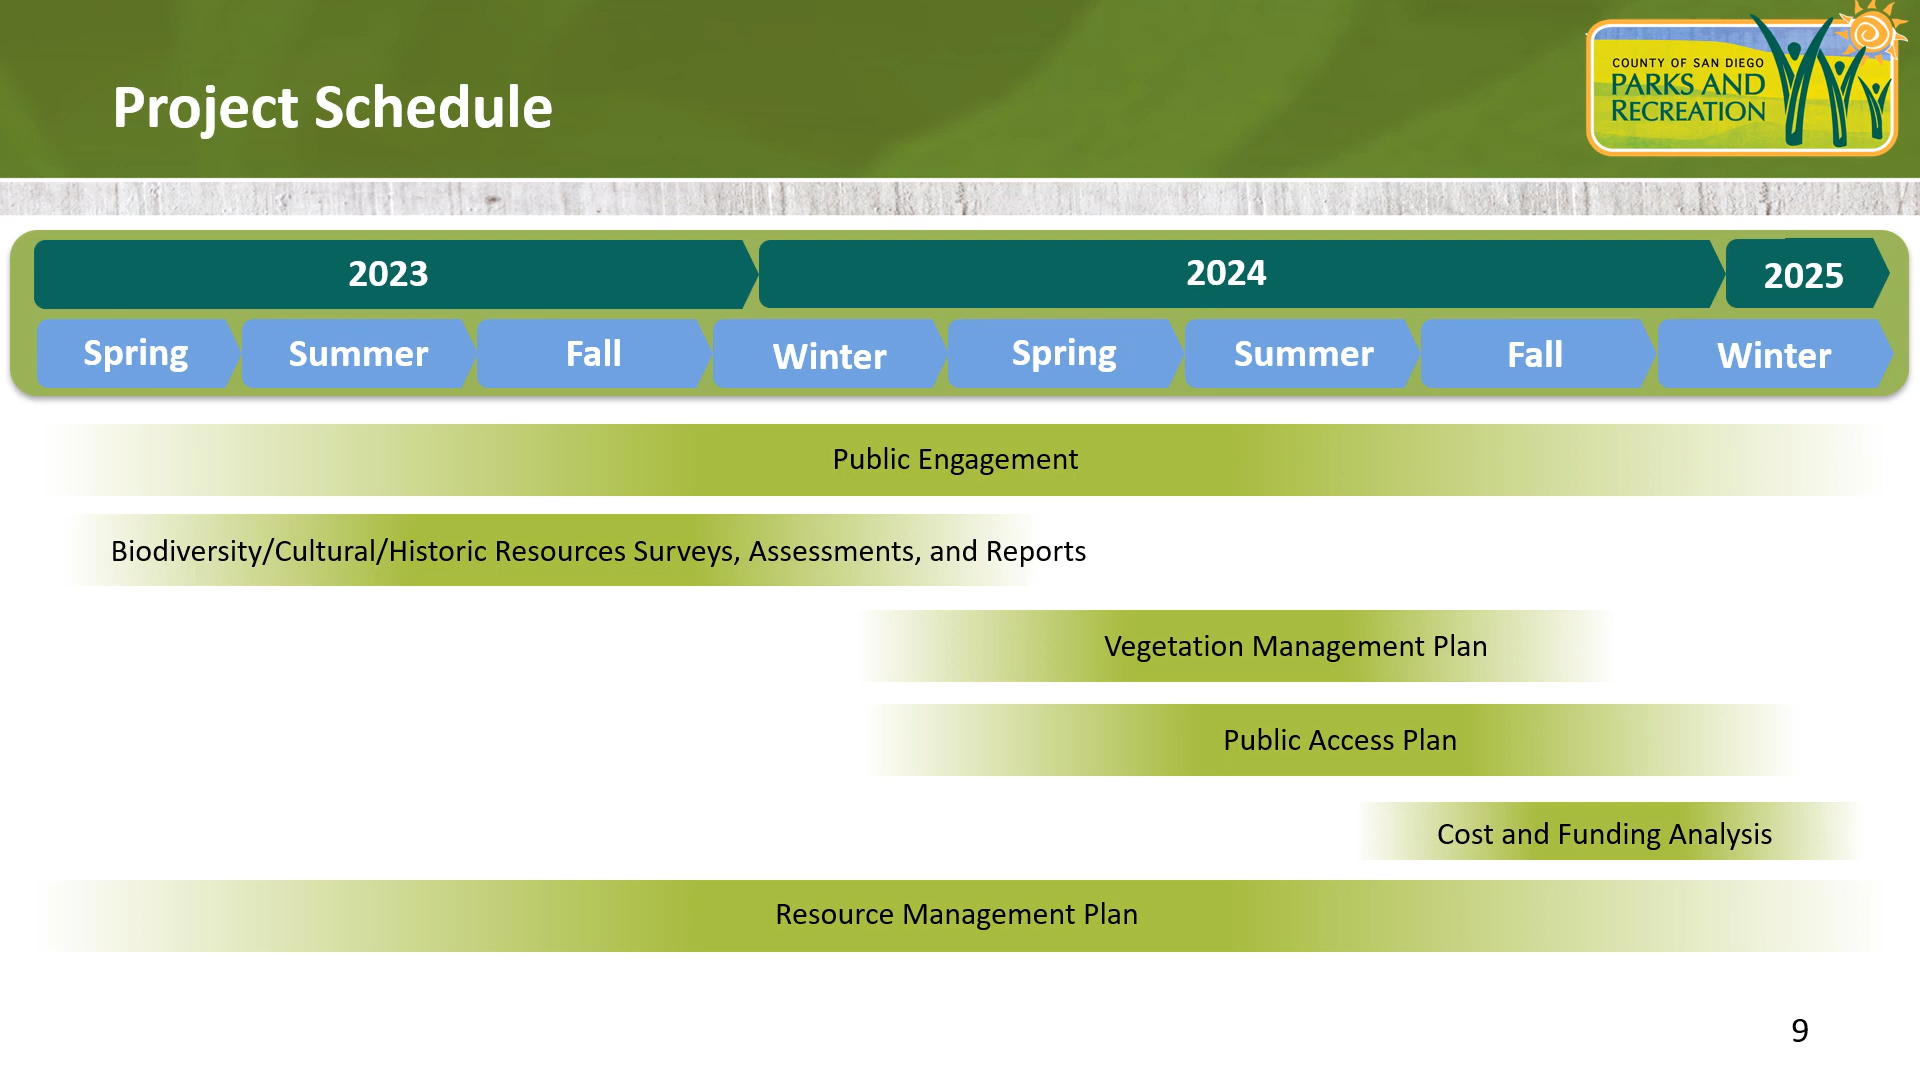 Project Schedule
COUNTY OF SAN DIEGO
PARKS AND
RECREATION
2023 2024 2025
Spring Summer Fall Winter Spring Summer Fall Winter
Public Engagement
Biodiversity/Cultural/Historic Resources Surveys, Assessments, and Reports
Vegetation Management Plan
Public Access Plan
Cost and Funding Analysis
Resource Management Plan
9